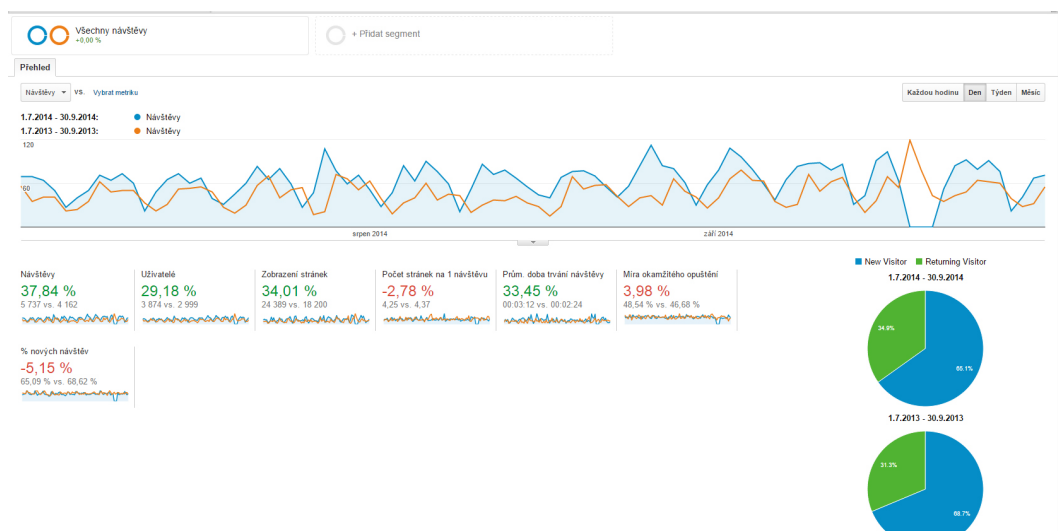 Všechny návštěvy
+0,00 %
+ Přidat segment
Přehled
Návštěvy VS. Vybrat metriku
Každou hodinu Den Týden Měsíc
1.7.2014 - 30.9.2014: Návštěvy
1.7.2013 - 30.9.2013: Návštěvy
120
60
srpen 2014 září 2014
New Visitor Returning Visitor
1.7.2014 - 30.9.2014
34.9%
65.1%
1.7.2013 - 30.9.2013
31.3%
68.7%
Návštěvy
37,84 %
5 737 vs. 4 162
Uživatelé
29,18 %
3 874 vs. 2 999
Zobrazení stránek
34,01 %
24 389 vs. 18 200
Počet stránek na 1 návštěvu
-2,78 %
4,25 vs. 4,37
Prům. doba trvání návštěvy
33,45 %
00:03:12 vs. 00:02:24
Míra okamžitého opuštění
3,98 %
48,54 % vs. 46,68 %
% nových návštěv
-5,15 %
65,09 % vs. 68,62 %